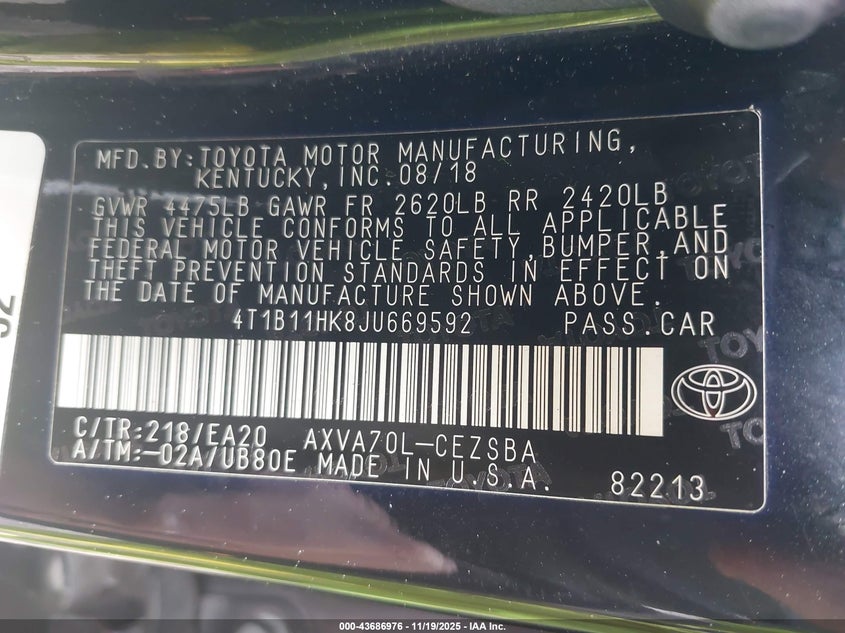 MFD.BY:TOYOTA MOTOR MANUFACTURING,
KENTUCKY,INC.08/18
GVWR 4475LB GAWR FR 2620LB RR 2420LB
THIS VEHICLE CONFORMS TO ALL APPLICABLE
FEDERAL MOTOR VEHICLE SAFETY,BUMPER,AND
THEFT PREVENTION STANDARDS IN EFFECT ON
THE DATE OF MANUFACTURE SHOWN ABOVE.
4T1B11HK8JU669592 PASS.CAR
C/TR:218/EA20 AXVA70L-CEZSBA
A/TM:-02A/UB80E MADE IN U.S.A.
82213
000-43686976 - 11/19/2025 - IAA Inc.